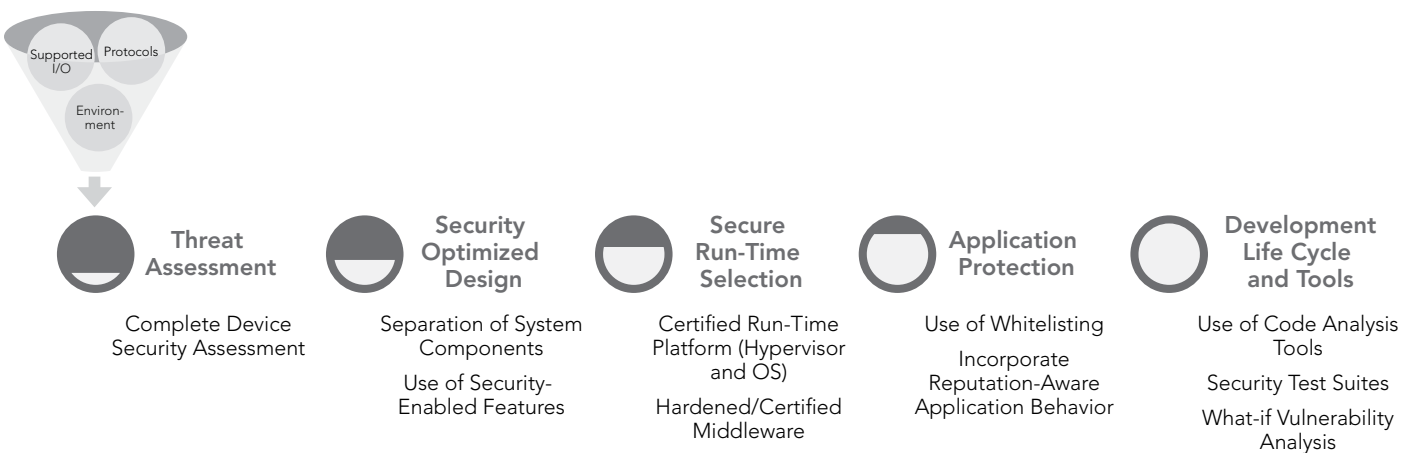 Supported
I/O
Protocols
Environ-
ment
Threat
Assessment
Complete Device
Security Assessment
Security
Optimized
Design
Separation of System
Components
Use of Security-
Enabled Features
Secure
Run-Time
Selection
Certified Run-Time
Platform (Hypervisor
and OS)
Hardened/Certified
Middleware
Application
Protection
Use of Whitelisting
Incorporate
Reputation-Aware
Application Behavior
Development
Life Cycle
and Tools
Use of Code Analysis
Tools
Security Test Suites
What-if Vulnerability
Analysis